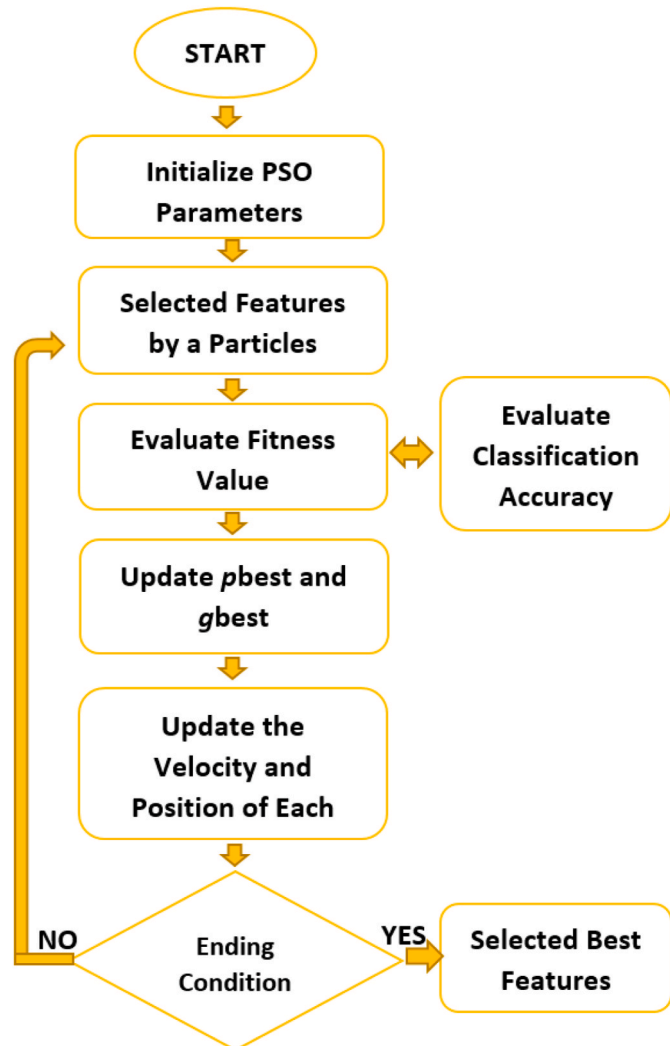 START
Initialize PSO
Parameters
Selected Features
by a Particles
Evaluate Fitness
Value
Evaluate
Classification
Accuracy
Update pbest and
gbest
Update the
Velocity and
Position of Each
NO
Ending
Condition
YES
Selected Best
Features